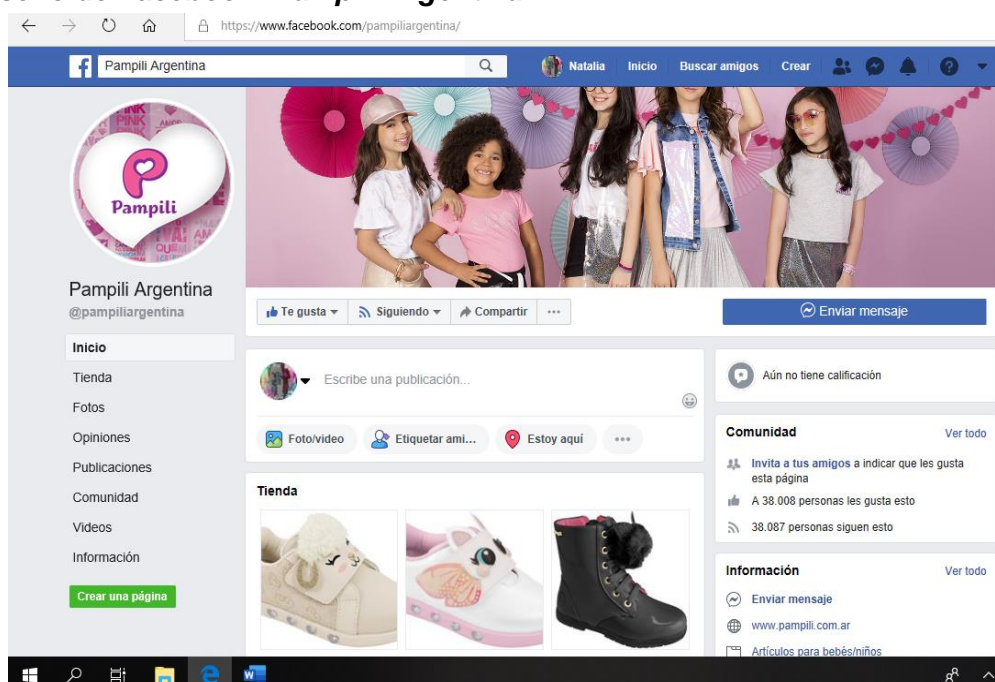 https://www.facebook.com/pampiliargentina/
Pampili Argentina
Natalia Inicio Buscar amigos Crear
Pampili
Pampili Argentina
@pampiliargentina
Te gusta Siguiendo Compartir
Enviar mensaje
Inicio
Tienda
Fotos
Opiniones
Publicaciones
Comunidad
Videos
Información
Crear una página
Escribe una publicación...
Foto/video Etiquetar ami... Estoy aquí
Tienda
Aún no tiene calificación
Comunidad Ver todo
Invita a tus amigos a indicar que les gusta
esta página
A 38.008 personas les gusta esto
38.087 personas siguen esto
Información Ver todo
Enviar mensaje
www.pampili.com.ar
Artículos para bebés/niños